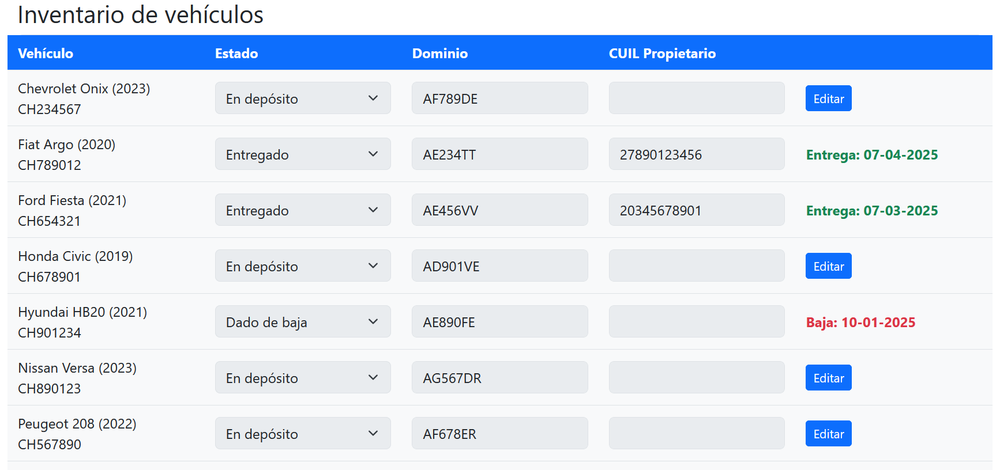 Inventario de vehículos
Vehículo Estado Dominio CUIL Propietario
Chevrolet Onix (2023)
CH234567
En depósito AF789DE Editar
Fiat Argo (2020)
CH789012
Entregado AE234TT 27890123456 Entrega: 07-04-2025
Ford Fiesta (2021)
CH654321
Entregado AE456VV 20345678901 Entrega: 07-03-2025
Honda Civic (2019)
CH678901
En depósito AD901VE Editar
Hyundai HB20 (2021)
CH901234
Dado de baja AE890FE Baja: 10-01-2025
Nissan Versa (2023)
CH890123
En depósito AG567DR Editar
Peugeot 208 (2022)
CH567890
En depósito AF678ER Editar